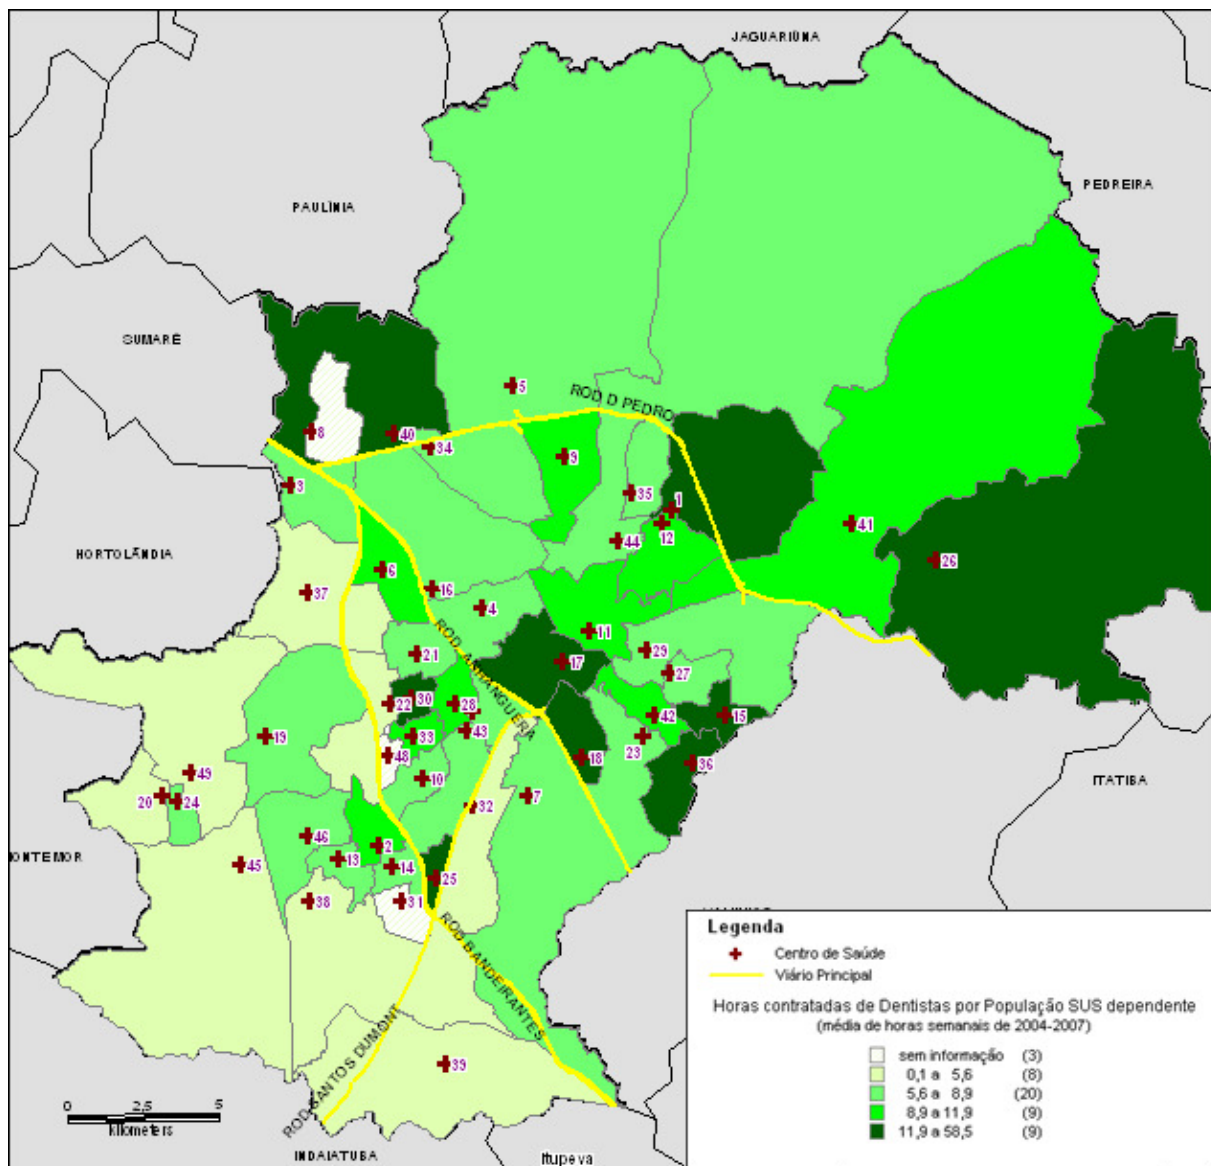 JAGUARIÚNA
PEDREIRA
PAULÍNIA
SUMARÉ
5
ROD D PEDRO
8
40
34
9
3
35
1
12
41
HORTOLÂNDIA
44
26
6
37
16
4
11
ROD ANHANGUERA
21
29
17
27
22
30
28
42
15
19
33
43
23
48
18
36
ITATIBA
49
10
20
24
32
7
46
2
ONTEMOR
13
45
14
25
38
31
ROD BANDEIRANTES
ROD SANTOS DUMONT
39
Legenda
Centro de Saúde
Viário Principal
Horas contratadas de Dentistas por População SUS dependente
(média de horas semanais de 2004-2007)
sem informação (3)
0,1 a 5,6 (8)
5,6 a 8,9 (20)
8,9 a 11,9 (9)
11,9 a 58,5 (9)
0 2,5 5
kilometers
INDAIATUBA
Itupeva